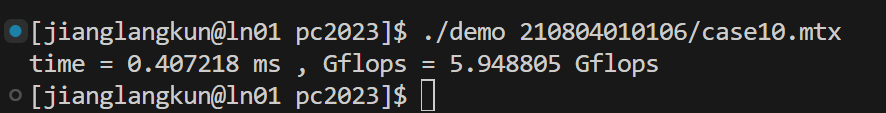 [jianglangkun@ln01 pc2023]$ ./demo 210804010106/case10.mtx
time = 0.407218 ms , Gflops = 5.948805 Gflops
[jianglangkun@ln01 pc2023]$